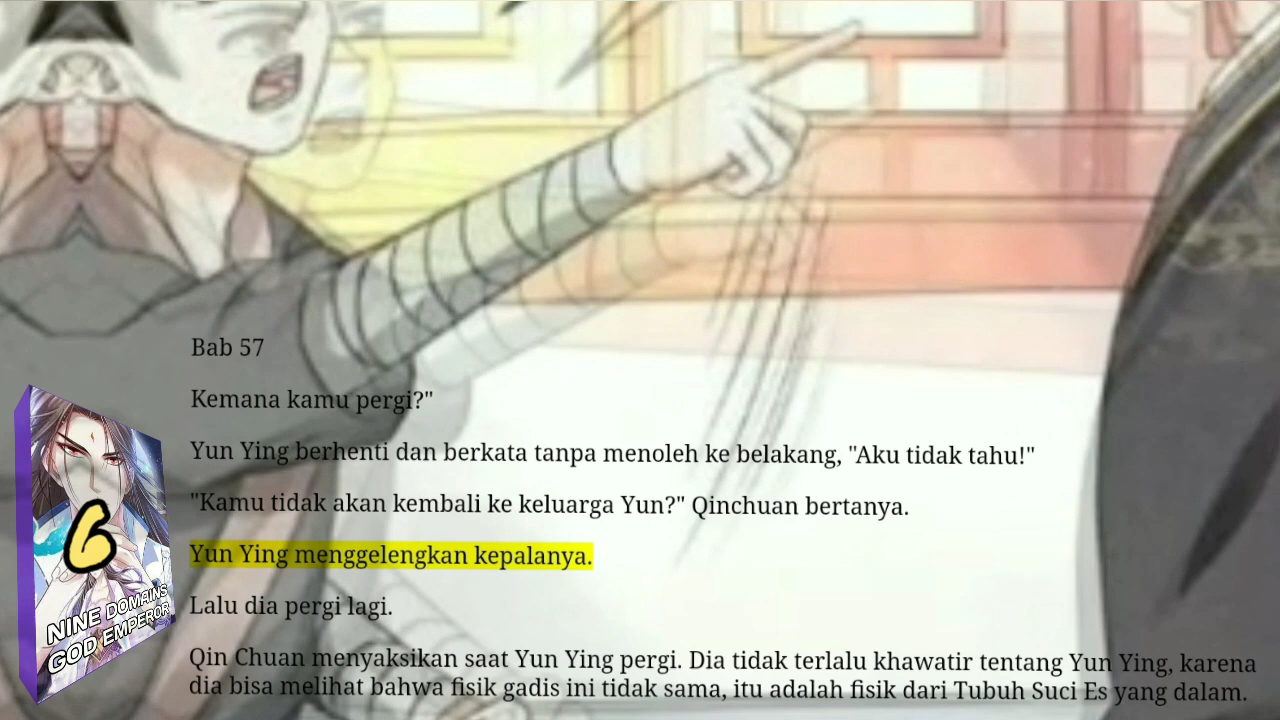 Bab 57
Kemana kamu pergi?"
Yun Ying berhenti dan berkata tanpa menoleh ke belakang, "Aku tidak tahu!"
"Kamu tidak akan kembali ke keluarga Yun?" Qinchuan bertanya.
Yun Ying menggelengkan kepalanya.
Lalu dia pergi lagi.
Qin Chuan menyaksikan saat Yun Ying pergi. Dia tidak terlalu khawatir tentang Yun Ying, karena
dia bisa melihat bahwa fisik gadis ini tidak sama, itu adalah fisik dari Tubuh Suci Es yang dalam.
6
NINE DOMAINS
GOD EMPEROR